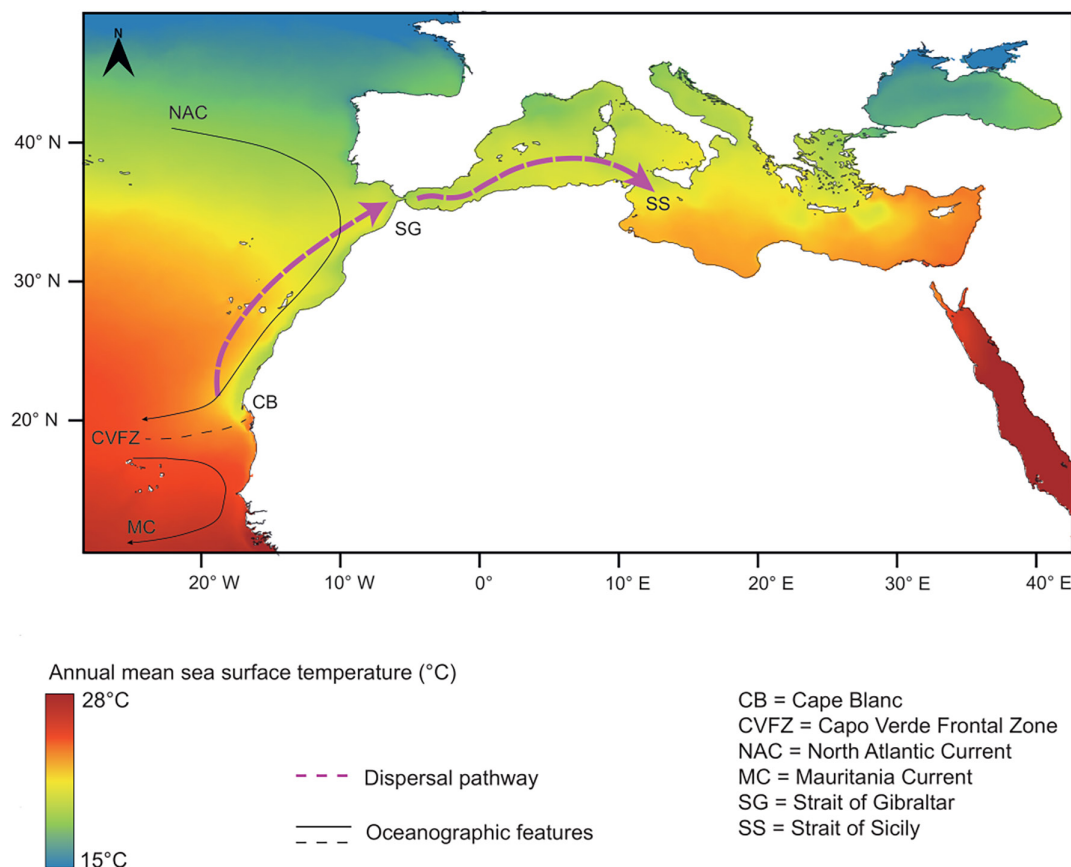 N
NAC
40° N
SS
SG
30° N
CB
20° N
CVFZ
MC
20° W
10° W
0°
10° E
20° E
30° E
40° E
Annual mean sea surface temperature (°C)
28°C
15°C
Dispersal pathway
Oceanographic features
CB = Cape Blanc
CVFZ = Capo Verde Frontal Zone
NAC = North Atlantic Current
MC = Mauritania Current
SG = Strait of Gibraltar
SS = Strait of Sicily